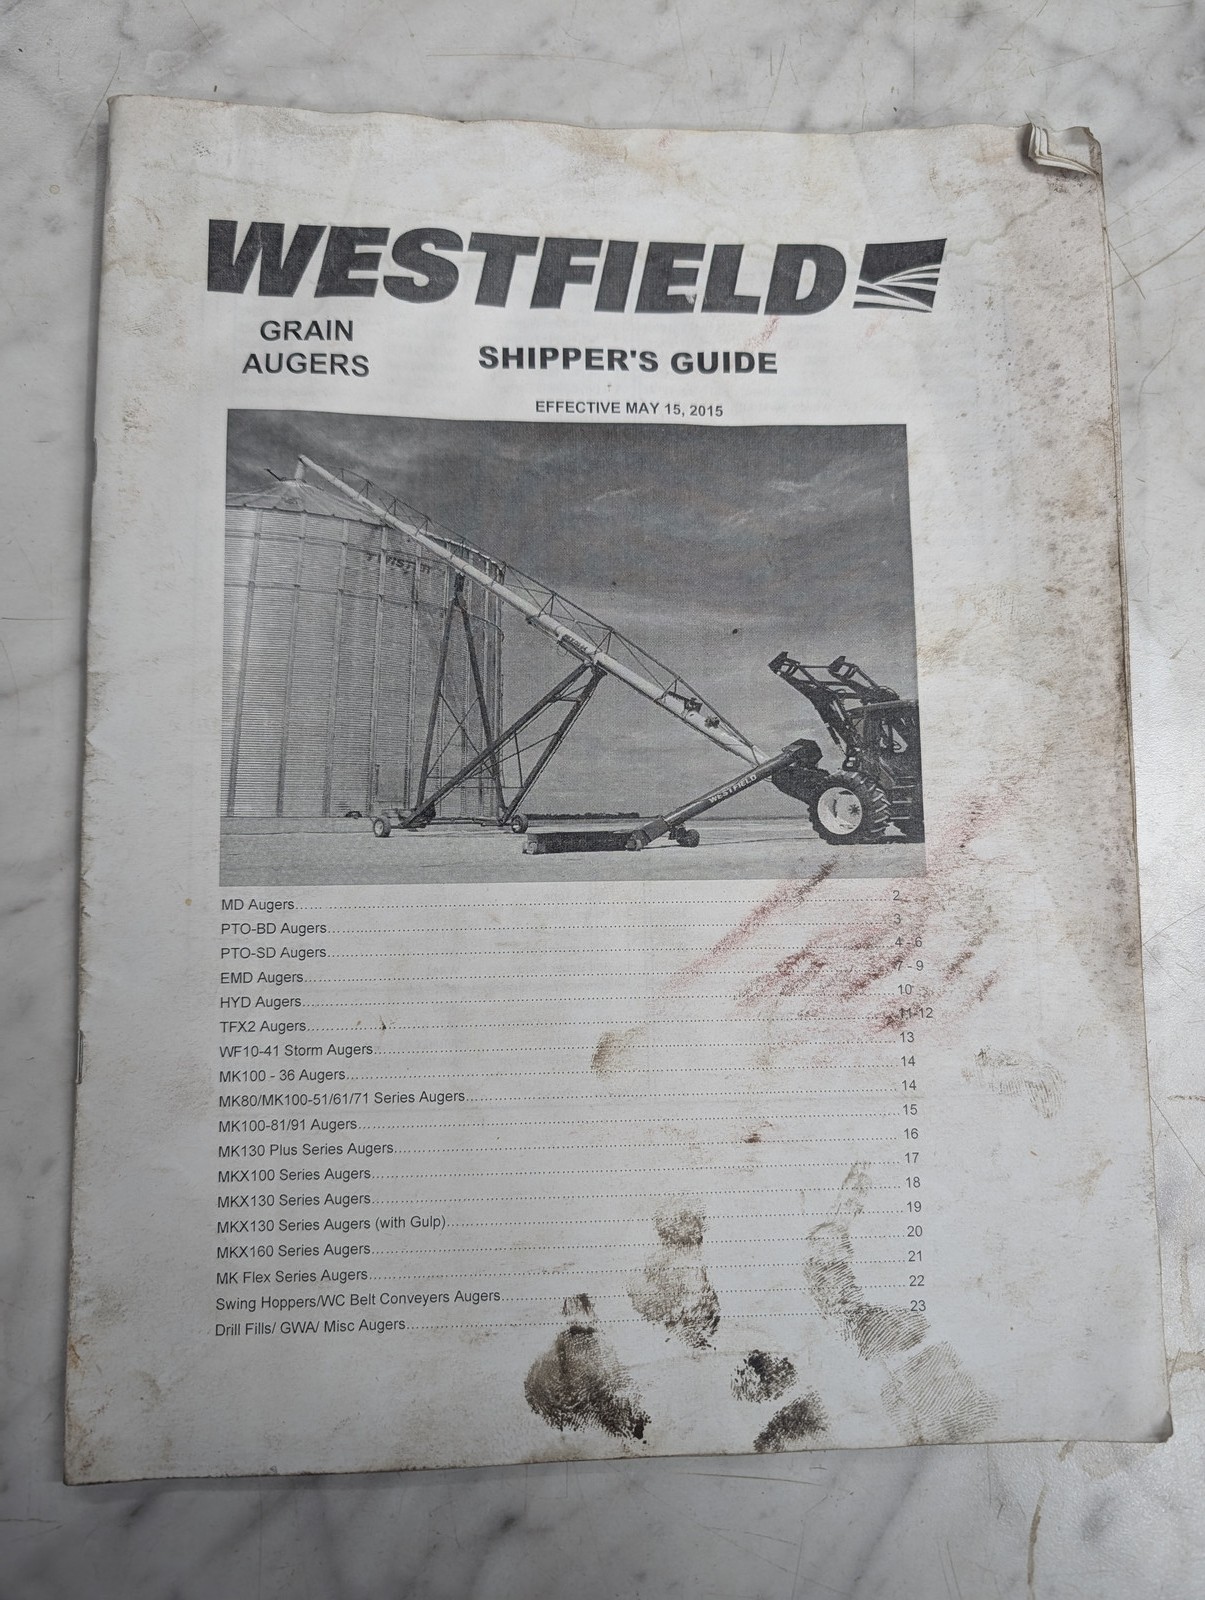 WESTFIELD
GRAIN
AUGERS
SHIPPER'S GUIDE
EFFECTIVE MAY 15, 2015
TWISTER
WESTFIELD
MD Augers........................2
PTO-BD Augers........................3
PTO-SD Augers........................4 - 6
EMD Augers........................7 - 9
HYD Augers........................10
TFX2 Augers........................11-12
WF10-41 Storm Augers........................13
MK100 - 36 Augers........................14
MK80/MK100-51/61/71 Series Augers........................14
MK100-81/91 Augers........................15
MK130 Plus Series Augers........................16
MKX100 Series Augers........................17
MKX130 Series Augers........................18
MKX130 Series Augers (with Gulp)........................19
MKX160 Series Augers........................20
MK Flex Series Augers........................21
Swing Hoppers/WC Belt Conveyers Augers........................22
Drill Fills/ GWA/ Misc Augers........................23